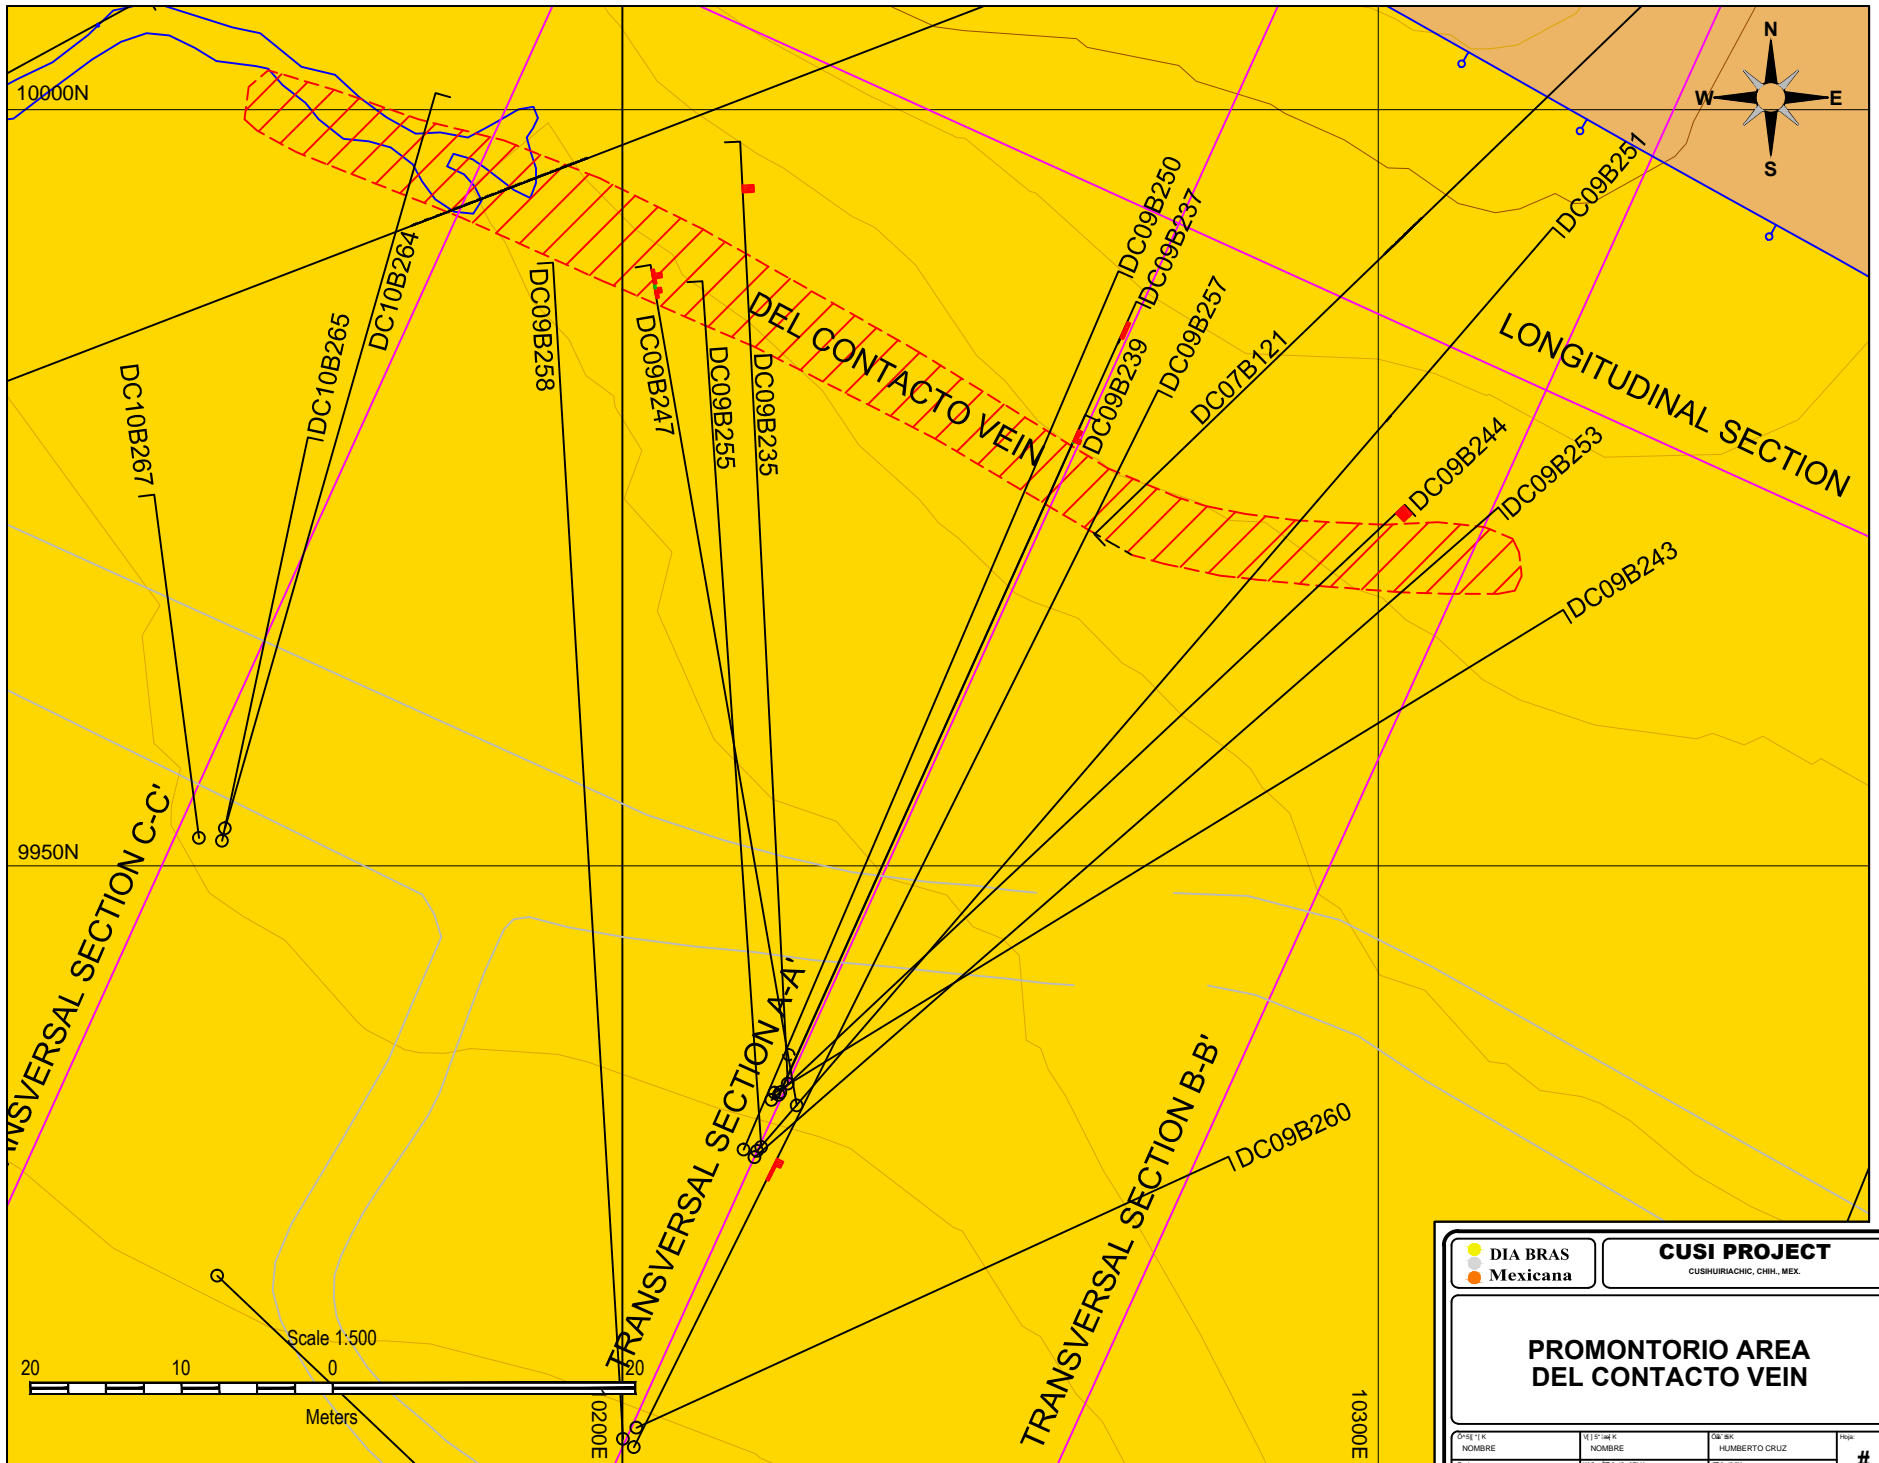 N
W
E
S
10000N
DC09B250
DC09B237
DC09B251
DC10B264
DC09B258
DC09B257
DC10B265
DEL CONTACTO VEIN
DC09B247
DC09B255
DC09B235
DC09B239
DC07B121
LONGITUDINAL SECTION
DC10B267
DC09B244
DC09B253
DC09B243
9950N
NSVERSAL SECTION C-C'
TRANSVERSAL SECTION A-A'
TRANSVERSAL SECTION B-B'
DC09B260
Scale 1:500
20
10
0
20
Meters
10200E
10300E
DIA BRAS
Mexicana
CUSI PROJECT
CUSIHUIRIACHIC, CHIH., MEX.
PROMONTORIO AREA
DEL CONTACTO VEIN
Hoja:
NOMBRE
NOMBRE
HUMBERTO CRUZ
#